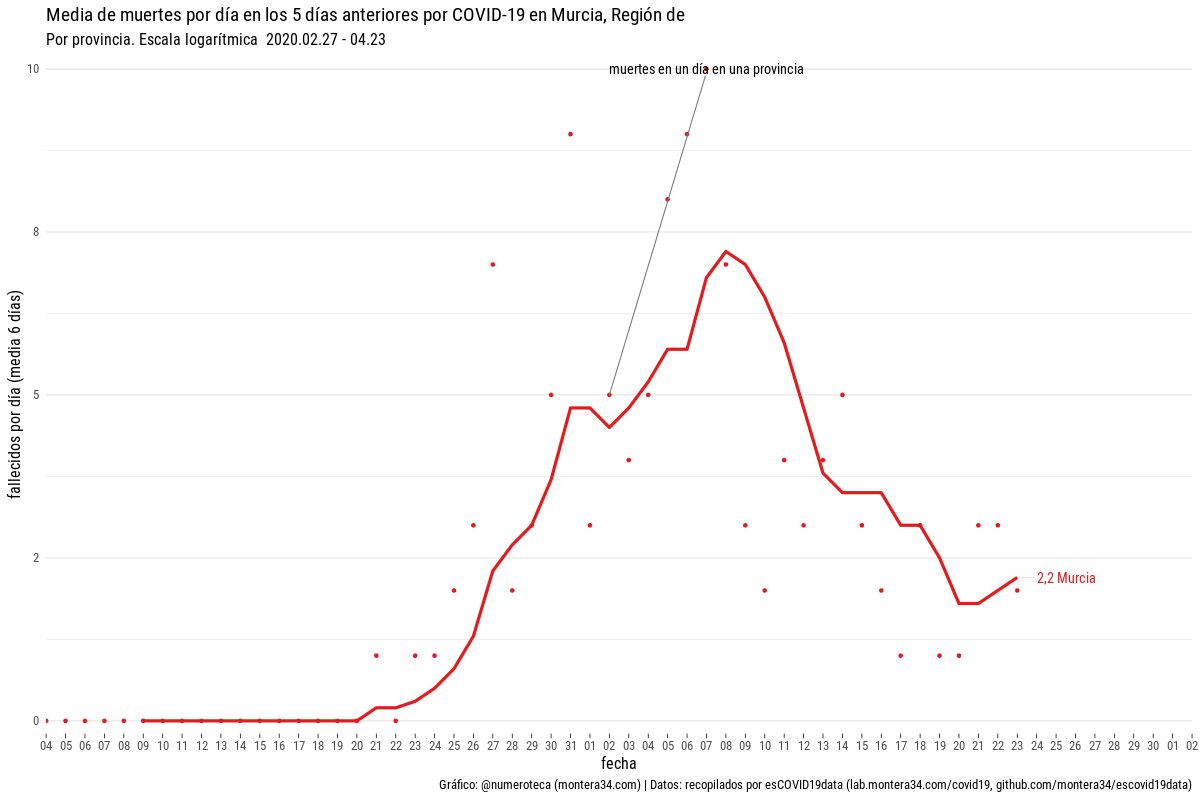 Media de muertes por día en los 5 días anteriores por COVID-19 en Murcia, Región de
Por provincia. Escala logarítmica  2020.02.27 - 04.23
fallecidos por día (media 6 días)
10
8
5
2
0
muertes en un día en una provincia
2,2 Murcia
04 05 06 07 08 09 10 11 12 13 14 15 16 17 18 19 20 21 22 23 24 25 26 27 28 29 30 31 01 02 03 04 05 06 07 08 09 10 11 12 13 14 15 16 17 18 19 20 21 22 23 24 25 26 27 28 29 30 01 02
fecha
Gráfico: @numeroteca (montera34.com) | Datos: recopilados por esCOVID19data (lab.montera34.com/covid19, github.com/montera34/escovid19data)